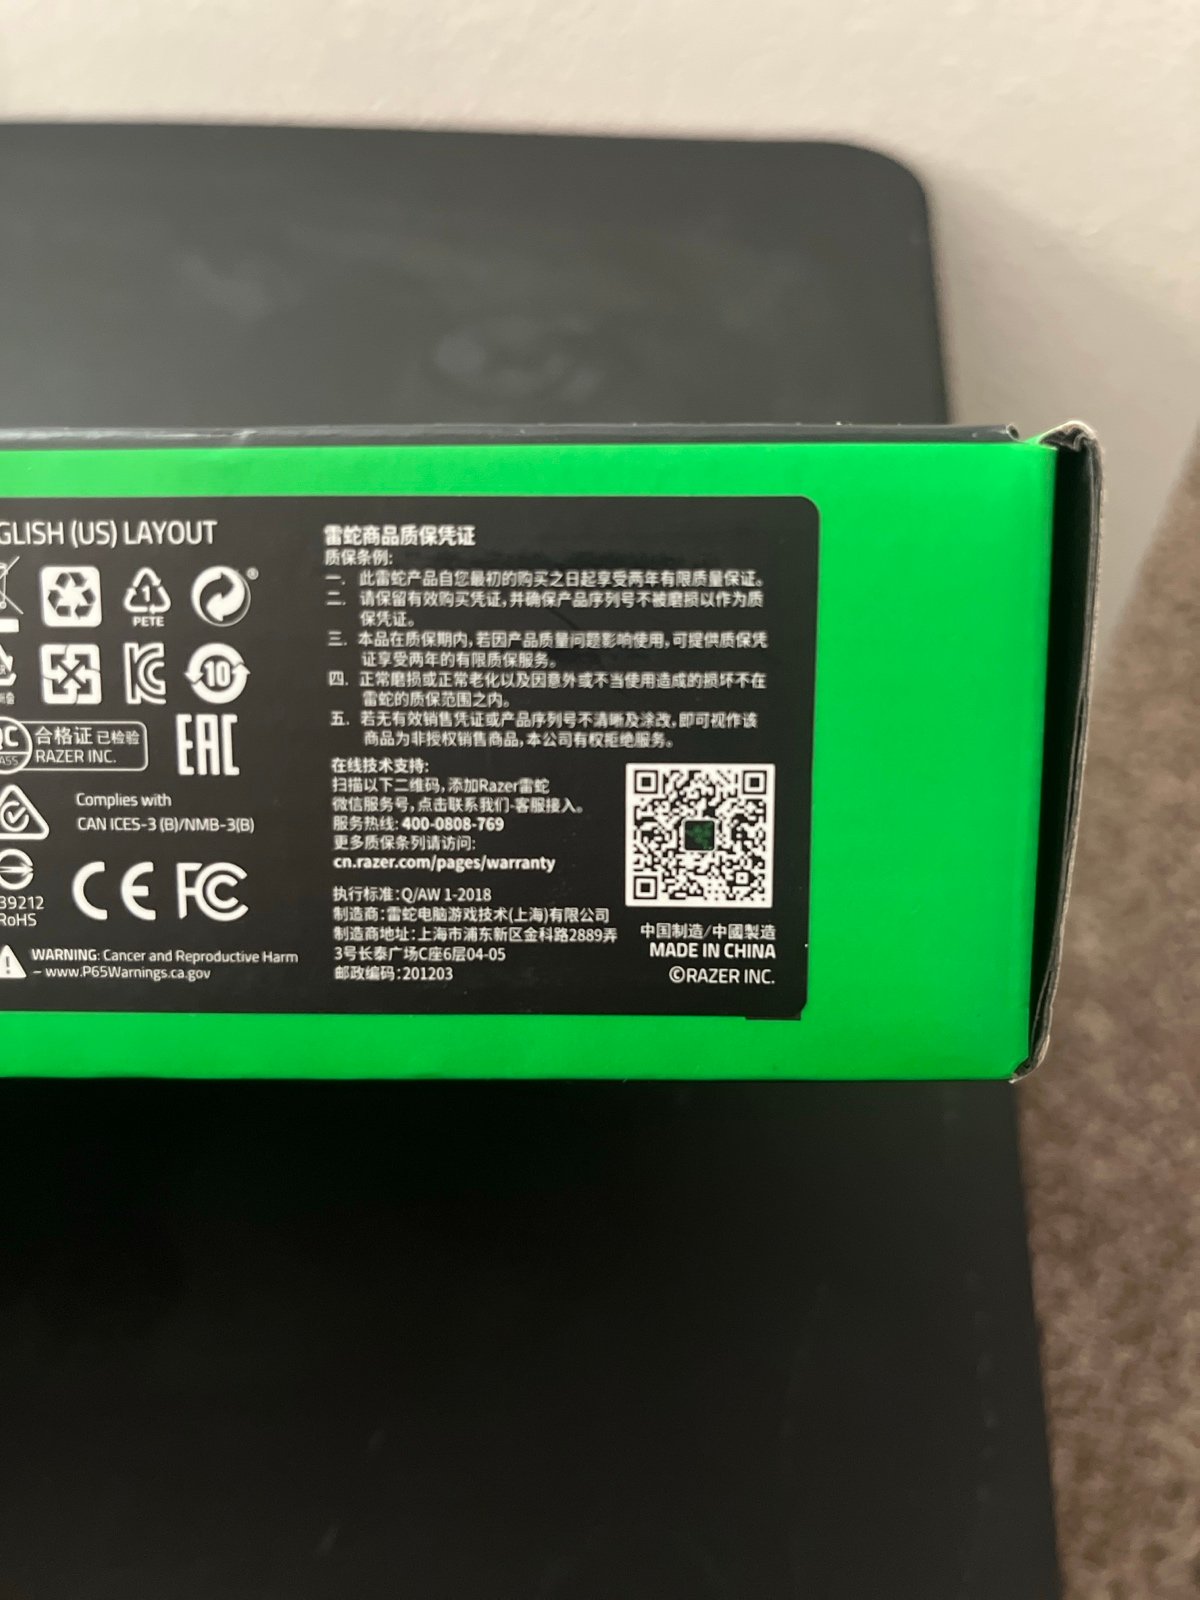 GLISH (US) LAYOUT
®
1
PETE
10
合格证 已检验
RAZER INC.
EAC
Complies with
CAN ICES-3 (B)/NMB-3(B)
39212
RoHS
CE FC
WARNING: Cancer and Reproductive Harm
– www.P65Warnings.ca.gov
雷蛇商品质保凭证
质保条例:
一. 此雷蛇产品自您最初的购买之日起享受两年有限质量保证。
二. 请保留有效购买凭证,并确保产品序列号不被磨损以作为质
保凭证。
三. 本品在质保期内,若因产品质量问题影响使用,可提供质保凭
证享受两年的有限质保服务。
四. 正常磨损或正常老化以及因意外或不当使用造成的损坏不在
雷蛇的质保范围之内。
五. 若无有效销售凭证或产品序列号不清晰及涂改,即可视作该
商品为非授权销售商品,本公司有权拒绝服务。
在线技术支持:
扫描以下二维码,添加Razer雷蛇
微信服务号,点击联系我们-客服接入。
服务热线: 400-0808-769
更多质保条列请访问:
cn.razer.com/pages/warranty
执行标准:Q/AW 1-2018
制造商:雷蛇电脑游戏技术(上海)有限公司
制造商地址:上海市浦东新区金科路2889弄
3号长泰广场C座6层04-05
邮政编码:201203
中国制造/中國製造
MADE IN CHINA
©RAZER INC.